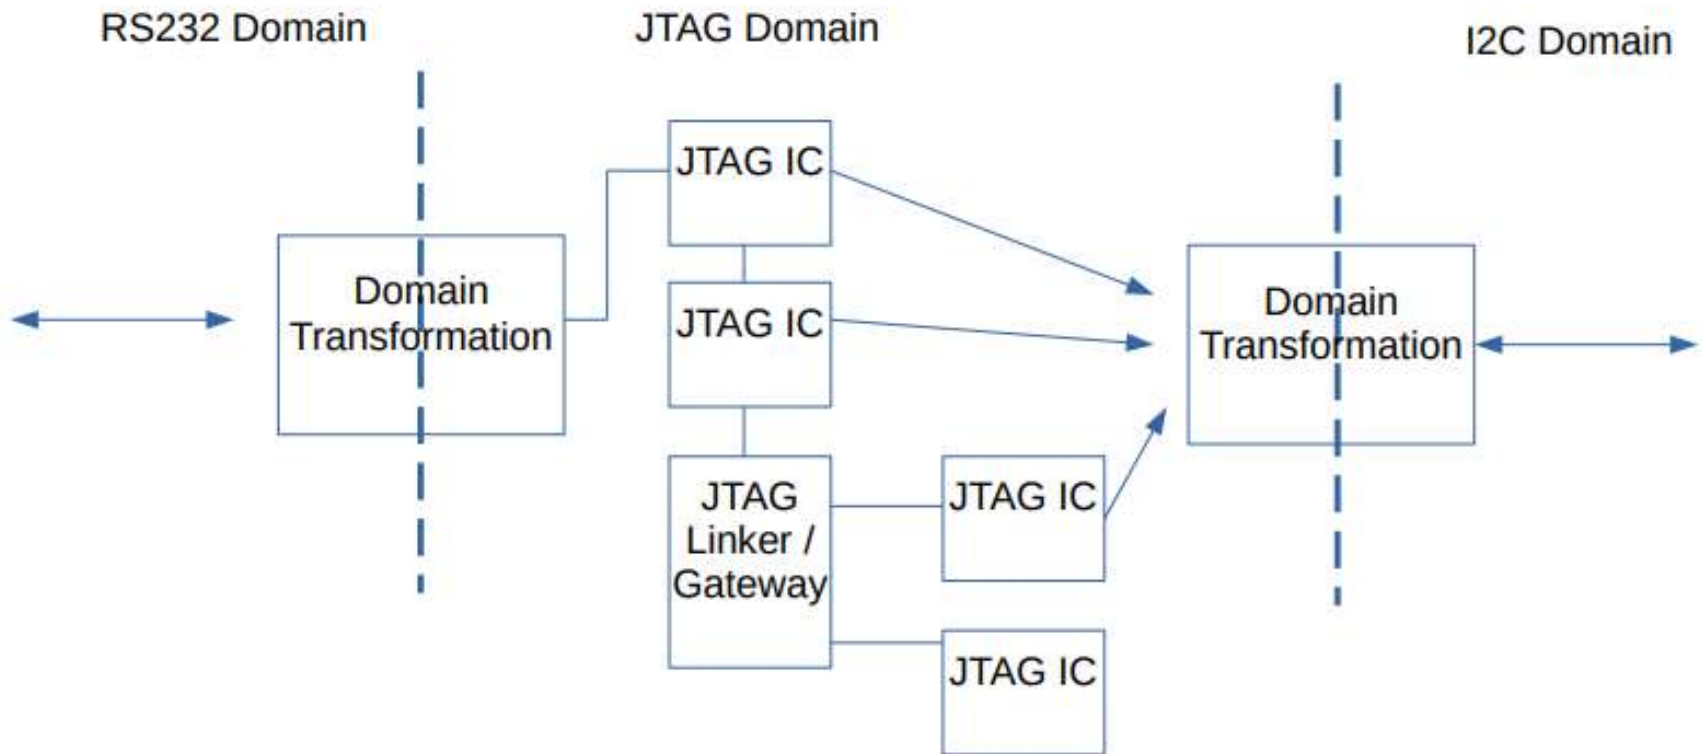 RS232 Domain
JTAG Domain
I2C Domain
JTAG IC
Domain
Transformation
JTAG IC
Domain
Transformation
JTAG
Linker /
Gateway
JTAG IC
JTAG IC